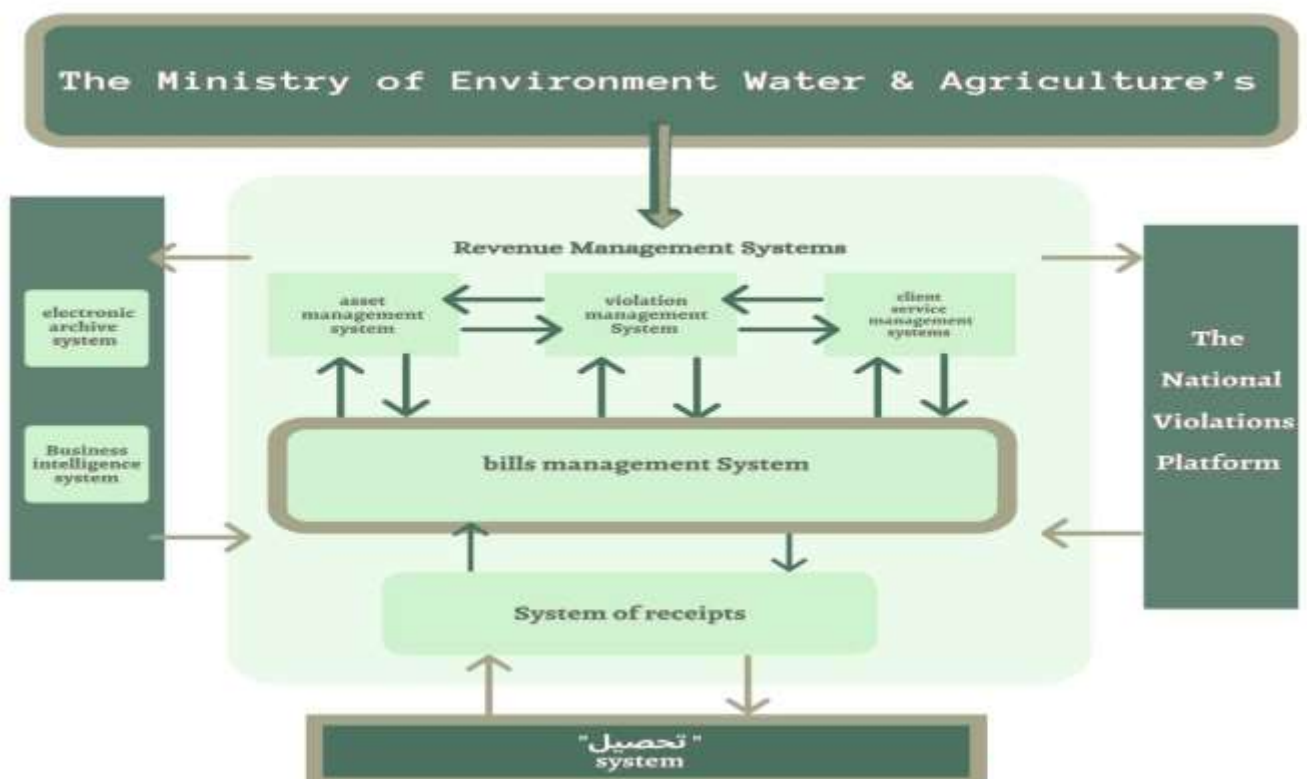 The Ministry of Environment Water & Agriculture's
Revenue Management Systems
asset
management
system
violation
management
System
client
service
management
systems
electronic
archive
system
Business
intelligence
system
The
National
Violations
Platform
bills management System
System of receipts
"تحصيل"
system